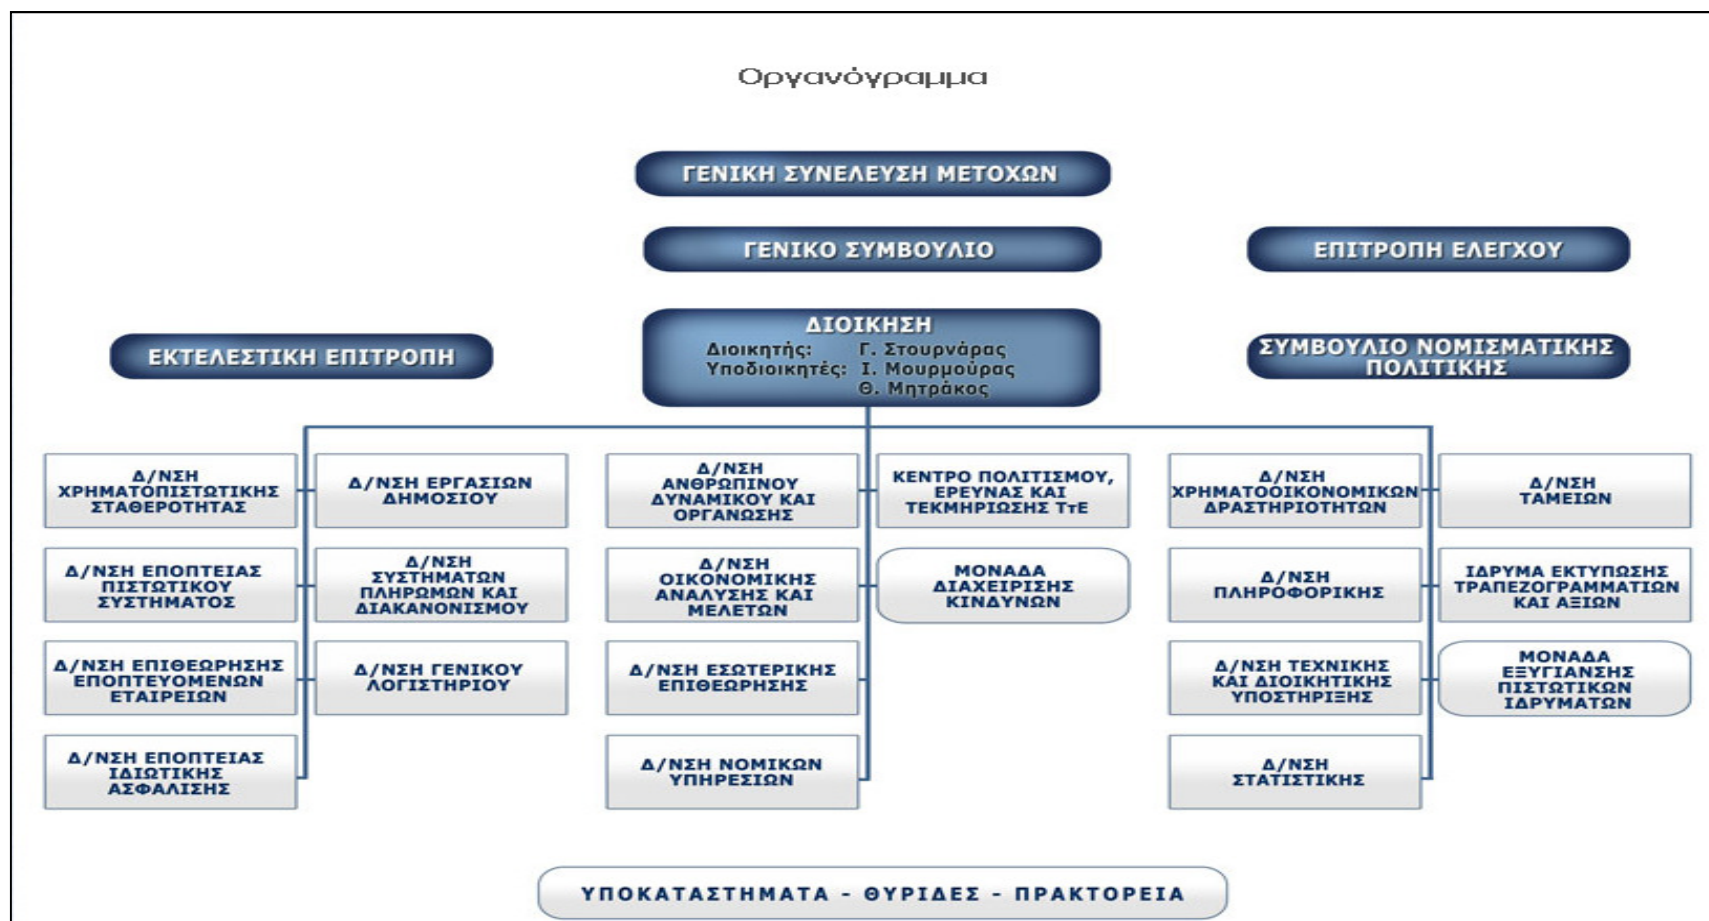 Οργανόγραμμα
ΓΕΝΙΚΗ ΣΥΝΕΛΕΥΣΗ ΜΕΤΟΧΩΝ
ΓΕΝΙΚΟ ΣΥΜΒΟΥΛΙΟ
ΕΠΙΤΡΟΠΗ ΕΛΕΓΧΟΥ
ΕΚΤΕΛΕΣΤΙΚΗ ΕΠΙΤΡΟΠΗ
ΔΙΟΙΚΗΣΗ
Διοικητής: Γ. Στουρνάρας
Υποδιοικητές: Ι. Μουρμούρας
Θ. Μητράκος
ΣΥΜΒΟΥΛΙΟ ΝΟΜΙΣΜΑΤΙΚΗΣ
ΠΟΛΙΤΙΚΗΣ
Δ/ΝΣΗ
ΧΡΗΜΑΤΟΠΙΣΤΩΤΙΚΗΣ
ΣΤΑΘΕΡΟΤΗΤΑΣ
Δ/ΝΣΗ ΕΡΓΑΣΙΩΝ
ΔΗΜΟΣΙΟΥ
Δ/ΝΣΗ
ΑΝΘΡΩΠΙΝΟΥ
ΔΥΝΑΜΙΚΟΥ ΚΑΙ
ΟΡΓΑΝΩΣΗΣ
ΚΕΝΤΡΟ ΠΟΛΙΤΙΣΜΟΥ,
ΕΡΕΥΝΑΣ ΚΑΙ
ΤΕΚΜΗΡΙΩΣΗΣ ΤτΕ
Δ/ΝΣΗ
ΧΡΗΜΑΤΟΟΙΚΟΝΟΜΙΚΩΝ
ΔΡΑΣΤΗΡΙΟΤΗΤΩΝ
Δ/ΝΣΗ
ΤΑΜΕΙΩΝ
Δ/ΝΣΗ ΕΠΟΠΤΕΙΑΣ
ΠΙΣΤΩΤΙΚΟΥ
ΣΥΣΤΗΜΑΤΟΣ
Δ/ΝΣΗ
ΣΥΣΤΗΜΑΤΩΝ
ΠΛΗΡΩΜΩΝ ΚΑΙ
ΔΙΑΚΑΝΟΝΙΣΜΟΥ
Δ/ΝΣΗ
ΟΙΚΟΝΟΜΙΚΗΣ
ΑΝΑΛΥΣΗΣ ΚΑΙ
ΜΕΛΕΤΩΝ
ΜΟΝΑΔΑ
ΔΙΑΧΕΙΡΙΣΗΣ
ΚΙΝΔΥΝΩΝ
Δ/ΝΣΗ
ΠΛΗΡΟΦΟΡΙΚΗΣ
ΙΔΡΥΜΑ ΕΚΤΥΠΩΣΗΣ
ΤΡΑΠΕΖΟΓΡΑΜΜΑΤΙΩΝ
ΚΑΙ ΑΞΙΩΝ
Δ/ΝΣΗ ΕΠΙΘΕΩΡΗΣΗΣ
ΕΠΟΠΤΕΥΟΜΕΝΩΝ
ΕΤΑΙΡΕΙΩΝ
Δ/ΝΣΗ ΓΕΝΙΚΟΥ
ΛΟΓΙΣΤΗΡΙΟΥ
Δ/ΝΣΗ ΕΣΩΤΕΡΙΚΗΣ
ΕΠΙΘΕΩΡΗΣΗΣ
Δ/ΝΣΗ ΤΕΧΝΙΚΗΣ
ΚΑΙ ΔΙΟΙΚΗΤΙΚΗΣ
ΥΠΟΣΤΗΡΙΞΗΣ
ΜΟΝΑΔΑ
ΕΞΥΓΙΑΝΣΗΣ
ΠΙΣΤΩΤΙΚΩΝ
ΙΔΡΥΜΑΤΩΝ
Δ/ΝΣΗ ΕΠΟΠΤΕΙΑΣ
ΙΔΙΩΤΙΚΗΣ
ΑΣΦΑΛΙΣΗΣ
Δ/ΝΣΗ ΝΟΜΙΚΩΝ
ΥΠΗΡΕΣΙΩΝ
Δ/ΝΣΗ
ΣΤΑΤΙΣΤΙΚΗΣ
ΥΠΟΚΑΤΑΣΤΗΜΑΤΑ - ΘΥΡΙΔΕΣ - ΠΡΑΚΤΟΡΕΙΑ